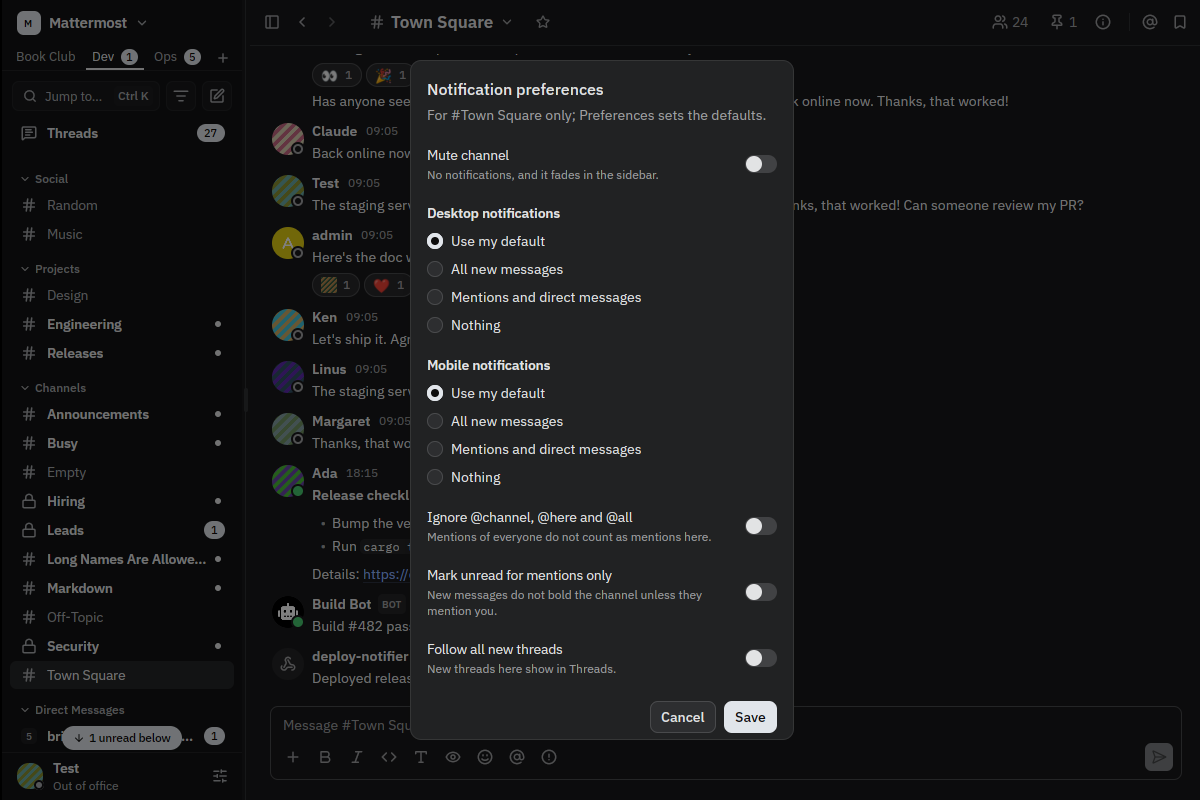 M Mattermost
Book Club Dev 1 Ops 5
Jump to... Ctrl K
Threads 27
Social
Random
Music
Projects
Design
Engineering
Releases
Channels
Announcements
Busy
Empty
Hiring
Leads 1
Long Names Are Allowe...
Markdown
Off-Topic
Security
Town Square
Direct Messages
5 1
1 unread below
Test
Out of office
Town Square
24 1
1 1
Has anyone see
k online now. Thanks, that worked!
Claude 09:05
Back online now
Test 09:05
The staging serv
nks, that worked! Can someone review my PR?
admin 09:05
A
Here's the doc w
1 1
Ken 09:05
Let's ship it. Agr
Linus 09:05
The staging serv
Margaret 09:05
Thanks, that wo
Ada 18:15
Release checkl
• Bump the ve
• Run cargo t
Details: https://
Build Bot BOT
Build #482 pas
deploy-notifier
Deployed releas
Message #Town Squ
Notification preferences
For #Town Square only; Preferences sets the defaults.
Mute channel
No notifications, and it fades in the sidebar.
Desktop notifications
Use my default
All new messages
Mentions and direct messages
Nothing
Mobile notifications
Use my default
All new messages
Mentions and direct messages
Nothing
Ignore @channel, @here and @all
Mentions of everyone do not count as mentions here.
Mark unread for mentions only
New messages do not bold the channel unless they
mention you.
Follow all new threads
New threads here show in Threads.
Cancel Save